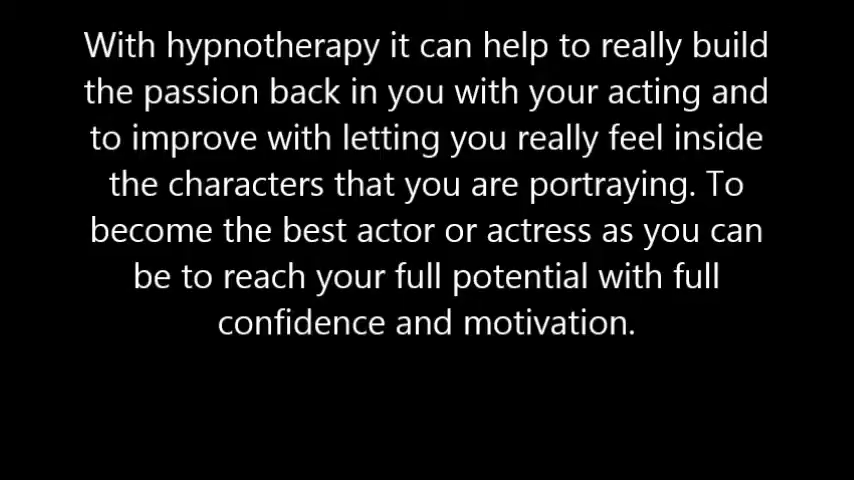 With hypnotherapy it can help to really build
the passion back in you with your acting and
to improve with letting you really feel inside
the characters that you are portraying. To
become the best actor or actress as you can
be to reach your full potential with full
confidence and motivation.